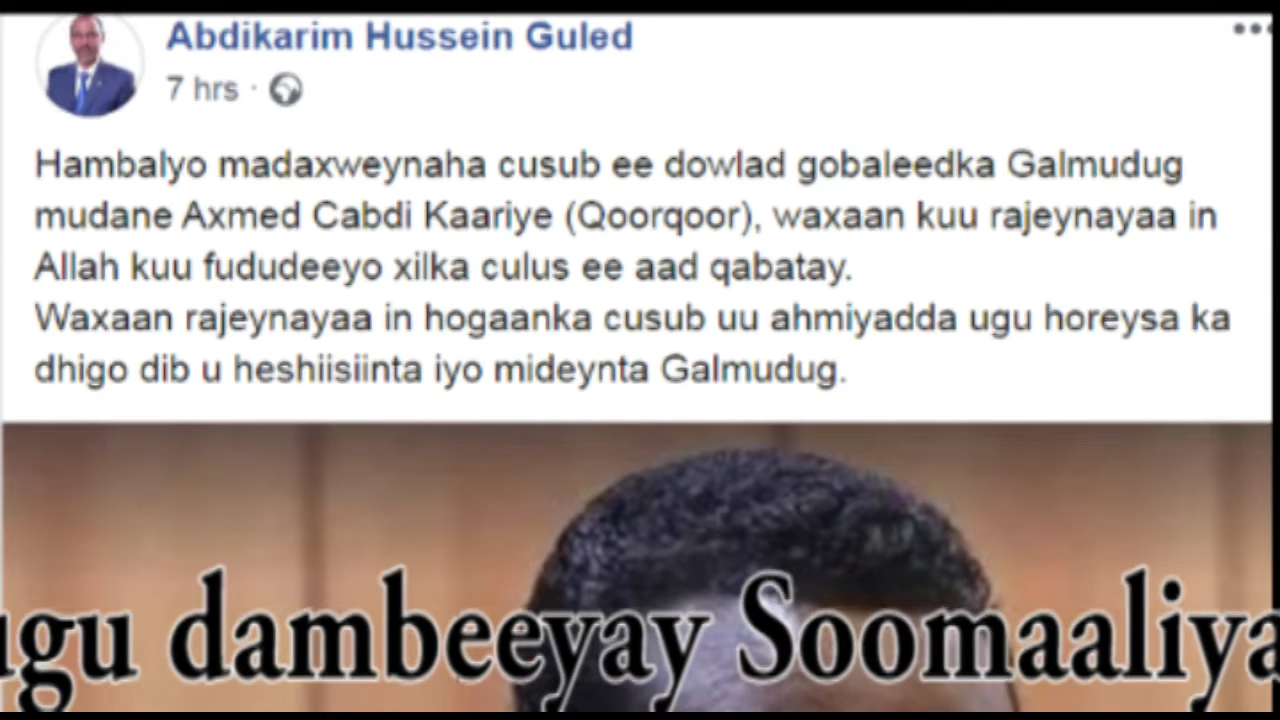 Abdikarim Hussein Guled
7 hrs ·
Hambalyo madaxweynaha cusub ee dowlad gobaleedka Galmudug
mudane Axmed Cabdi Kaariye (Qoorqoor), waxaan kuu rajeynayaa in
Allah kuu fududeeyo xilka culus ee aad qabatay.
Waxaan rajeynayaa in hogaanka cusub uu ahmiyadda ugu horeysa ka
dhigo dib u heshiisiinta iyo mideynta Galmudug.
ugu dambeeyay Soomaaliya